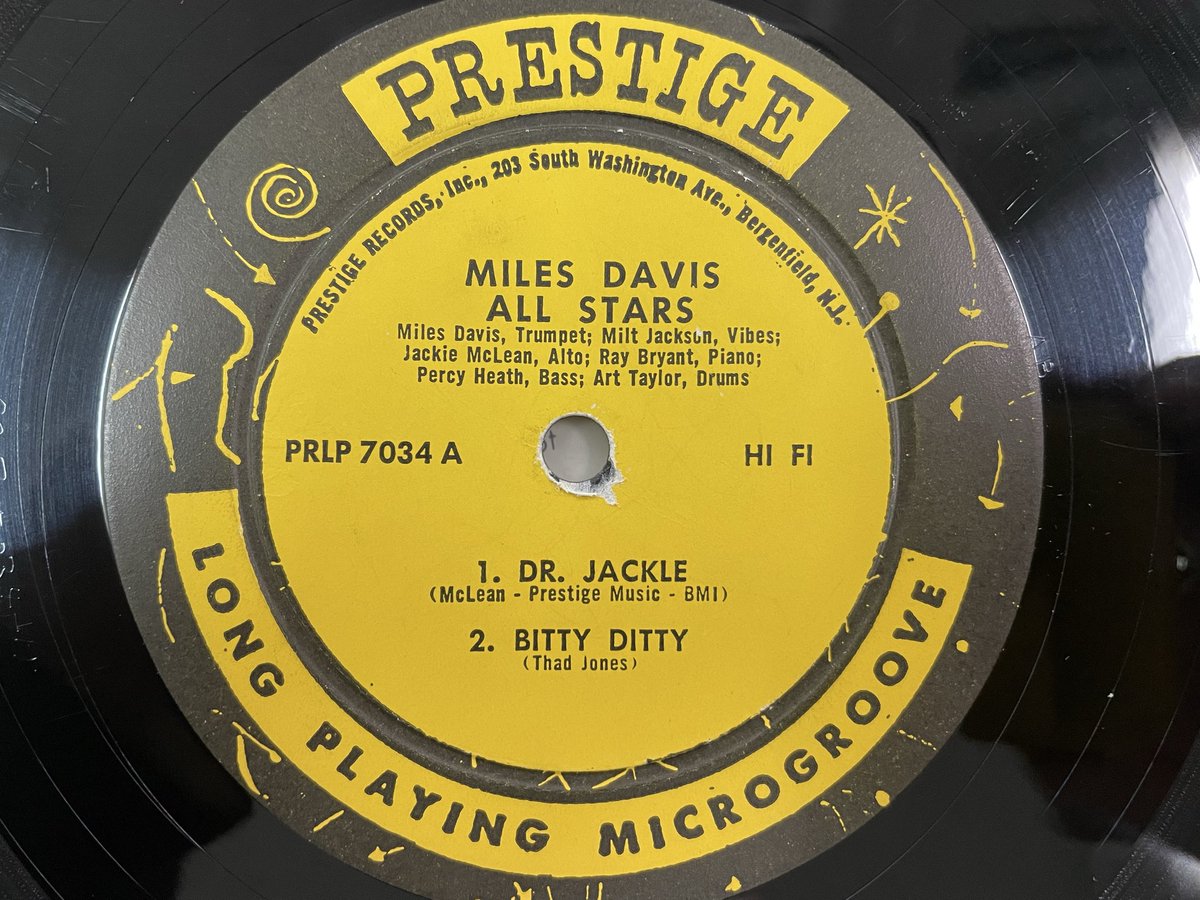 PRESTIGE
PRESTIGE RECORDS, Inc., 203 South Washington Ave., Bergenfield, N.J.
MILES DAVIS
ALL STARS
Miles Davis, Trumpet; Milt Jackson, Vibes;
Jackie McLean, Alto; Ray Bryant, Piano;
Percy Heath, Bass; Art Taylor, Drums
PRLP 7034 A
HI FI
1. DR. JACKLE
(McLean - Prestige Music - BMI)
2. BITTY DITTY
(Thad Jones)
LONG PLAYING MICROGROOVE